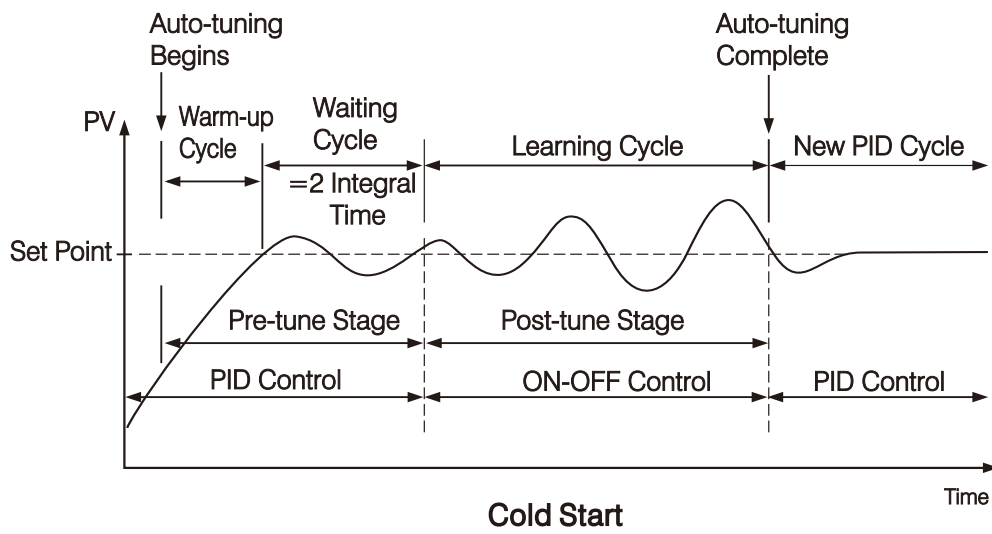 Auto-tuning
Begins
Auto-tuning
Complete
PV
Warm-up
Cycle
Waiting
Cycle
=2 Integral
Time
Learning Cycle
New PID Cycle
Set Point
Pre-tune Stage
Post-tune Stage
PID Control
ON-OFF Control
PID Control
Time
Cold Start